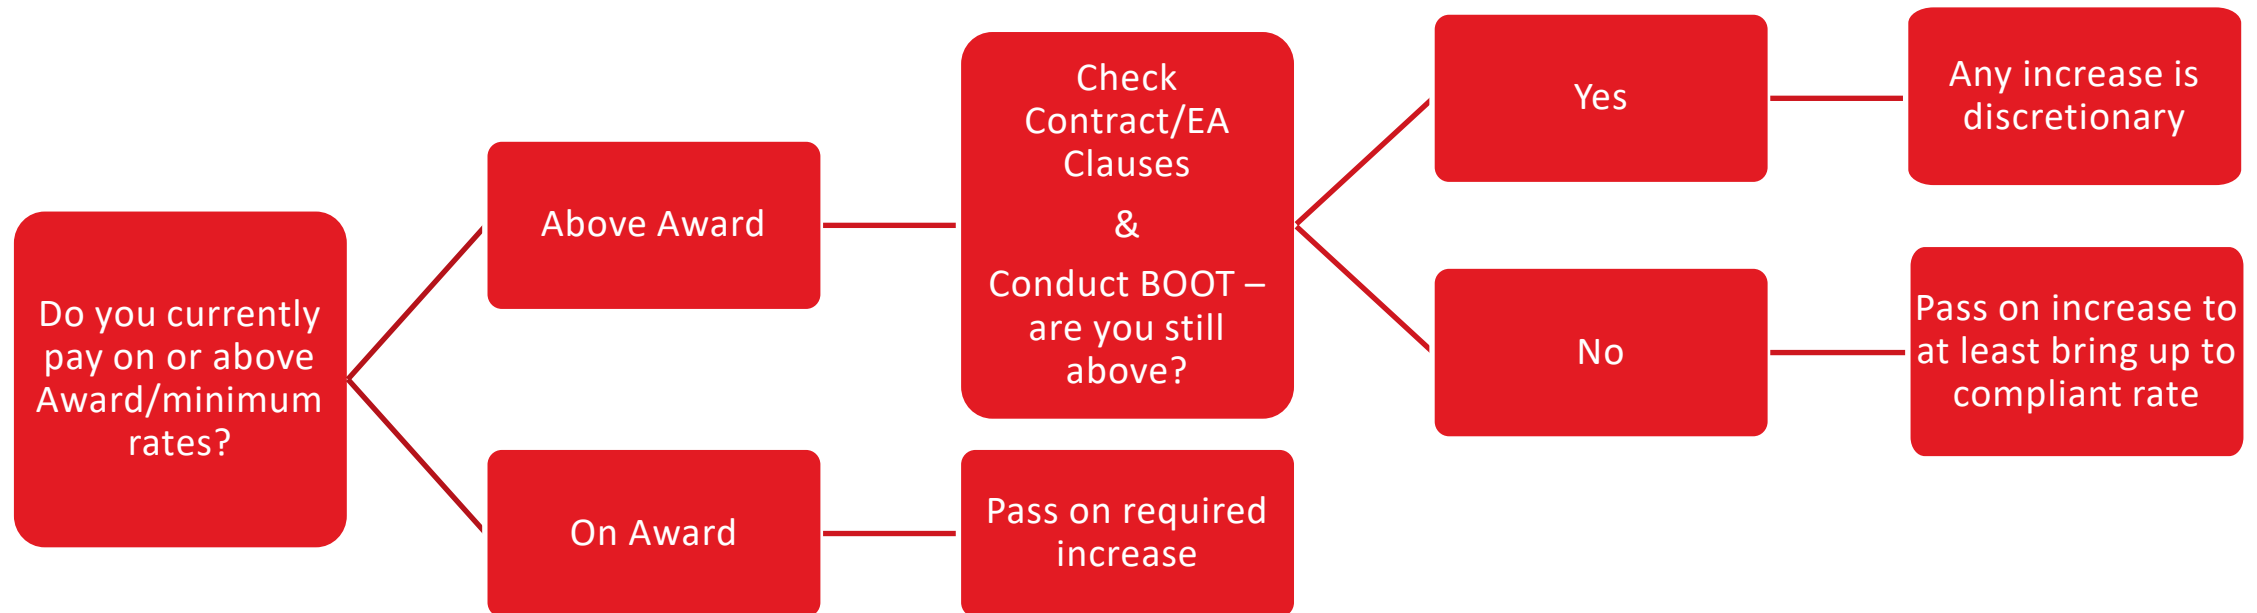 Do you currently
pay on or above
Award/minimum
rates?
Above Award
On Award
Check
Contract/EA
Clauses
&
Conduct BOOT –
are you still
above?
Pass on required
increase
Yes
No
Any increase is
discretionary
Pass on increase to
at least bring up to
compliant rate